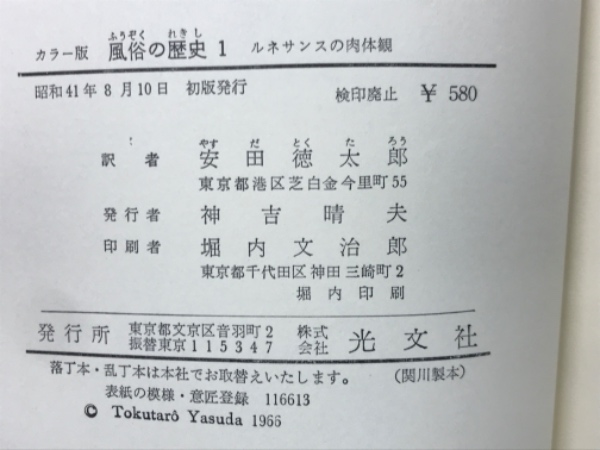 カラー版 風俗の歴史 1 ルネサンスの肉体観
ふうぞく れきし
昭和41年8月10日 初版発行 検印廃止 ¥ 580
やす だ とく た ろう
訳者 安田徳太郎
東京都港区芝白金今里町55
発行者 神吉晴夫
印刷者 堀内文治郎
東京都千代田区神田三崎町2
堀内印刷
発行所 東京都文京区音羽町2 株式 光文社
振替東京115347 会社
落丁本・乱丁本は本社でお取替えいたします。 (関川製本)
表紙の模様・意匠登録 116613
© Tokutarô Yasuda 1966